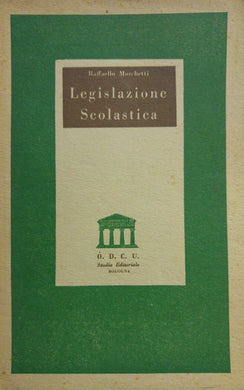 Raffaello Marchetti
Legislazione
Scolastica
O. D. C. U.
Studio Editoriale
BOLOGNA